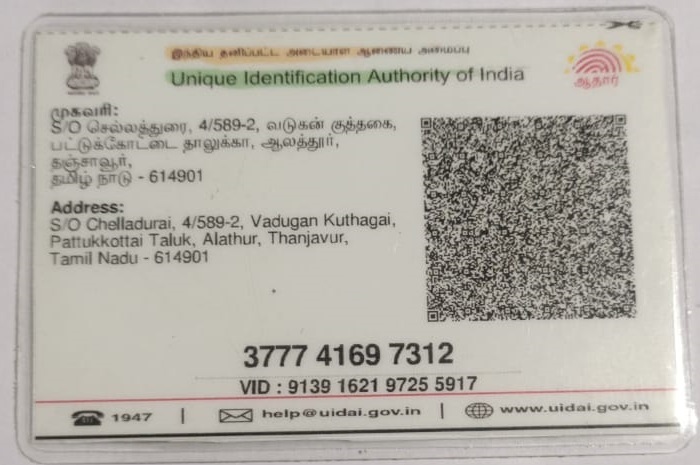 இந்திய தனிப்பட்ட அடையாள ஆணைய அமைப்பு
Unique Identification Authority of India
ஆதார்
முகவரி:
S/O செல்லத்துரை, 4/589-2, வடுகன் குத்தகை,
பட்டுக்கோட்டை தாலுக்கா, ஆலத்தூர்,
தஞ்சாவூர்,
தமிழ் நாடு - 614901
Address:
S/O Chelladurai, 4/589-2, Vadugan Kuthagai,
Pattukkottai Taluk, Alathur, Thanjavur,
Tamil Nadu - 614901
3777 4169 7312
VID : 9139 1621 9725 5917
1947 | help@uidai.gov.in | www.uidai.gov.in